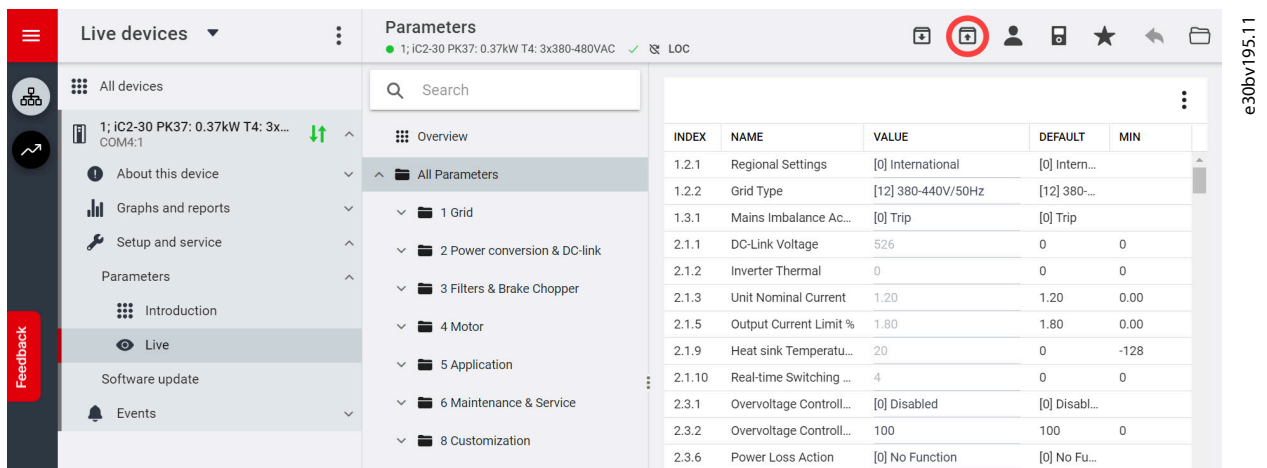 Live devices
Parameters
1; iC2-30 PK37: 0.37kW T4: 3x380-480VAC LOC
All devices
1; iC2-30 PK37: 0.37kW T4: 3x...
COM4:1
About this device
Graphs and reports
Setup and service
Parameters
Introduction
Live
Software update
Events
Feedback
Search
Overview
All Parameters
1 Grid
2 Power conversion & DC-link
3 Filters & Brake Chopper
4 Motor
5 Application
6 Maintenance & Service
8 Customization
INDEX NAME VALUE DEFAULT MIN
1.2.1 Regional Settings [0] International [0] Intern...
1.2.2 Grid Type [12] 380-440V/50Hz [12] 380-...
1.3.1 Mains Imbalance Ac... [0] Trip [0] Trip
2.1.1 DC-Link Voltage 526 0 0
2.1.2 Inverter Thermal 0 0 0
2.1.3 Unit Nominal Current 1.20 1.20 0.00
2.1.5 Output Current Limit % 1.80 1.80 0.00
2.1.9 Heat sink Temperatu... 20 0 -128
2.1.10 Real-time Switching ... 4 0 0
2.3.1 Overvoltage Controll... [0] Disabled [0] Disabl...
2.3.2 Overvoltage Controll... 100 100 0
2.3.6 Power Loss Action [0] No Function [0] No Fu...
e30bv195.11